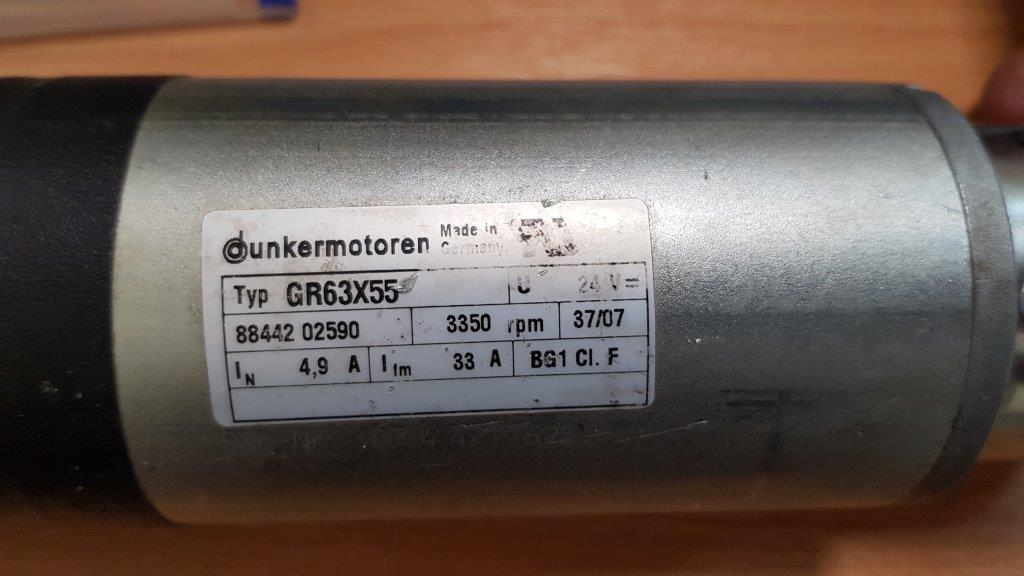 dunkermotoren Made in Germany
Typ GR63X55 U 24 V=
88442 02590 3350 rpm 37/07
IN 4,9 A Ifm 33 A BG1 Cl. F